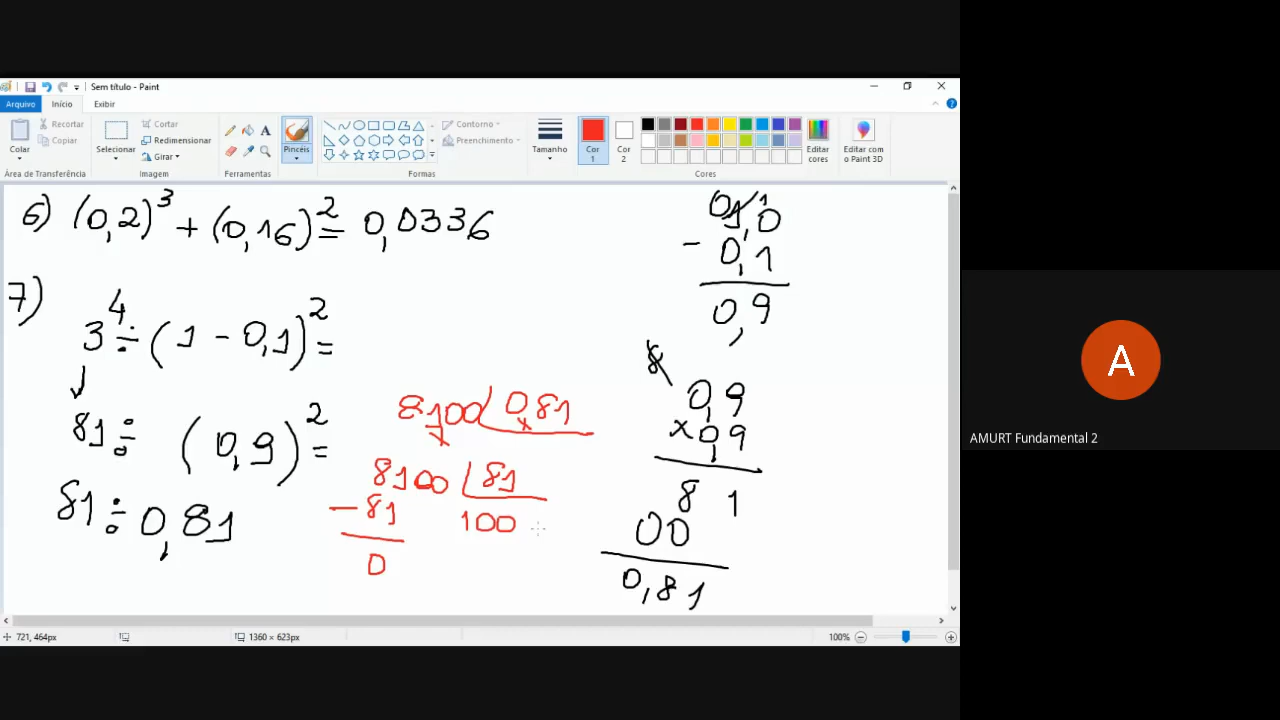 Sem título - Paint
Arquivo Início Exibir
Colar
Recortar
Copiar
Área de Transferência
Selecionar
Cortar
Redimensionar
Girar
Imagem
A
Ferramentas
Pincéis
Contorno
Preenchimento
Formas
Tamanho
Cor 1
Cor 2
Editar cores
Editar com o Paint 3D
Cores
6) (0,2)³ + (0,16)² = 0,0336
7)
3⁴ ÷ (1 - 0,1)² =
81 ÷ (0,9)² =
81 ÷ 0,81
8100 0,81
8100 81
- 81 100
0
01,10
- 0,1
0,9
8
0,9
x 0,9
8 1
00
0,81
721, 464px
1360 × 623px
100%
A
AMURT Fundamental 2